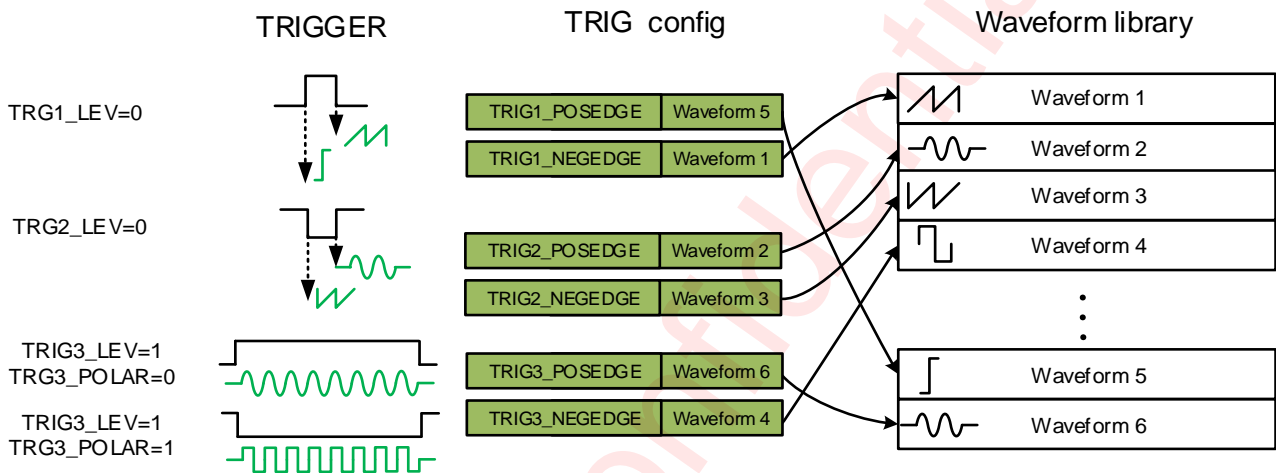 TRIGGER
TRIG config
Waveform library
TRG1_LEV=0
TRIG1_POSEDGE Waveform 5
TRIG1_NEGEDGE Waveform 1
Waveform 1
Waveform 2
Waveform 3
Waveform 4
TRG2_LEV=0
TRIG2_POSEDGE Waveform 2
TRIG2_NEGEDGE Waveform 3
TRIG3_LEV=1
TRG3_POLAR=0
TRIG3_LEV=1
TRG3_POLAR=1
TRIG3_POSEDGE Waveform 6
TRIG3_NEGEDGE Waveform 4
Waveform 5
Waveform 6
onfidential